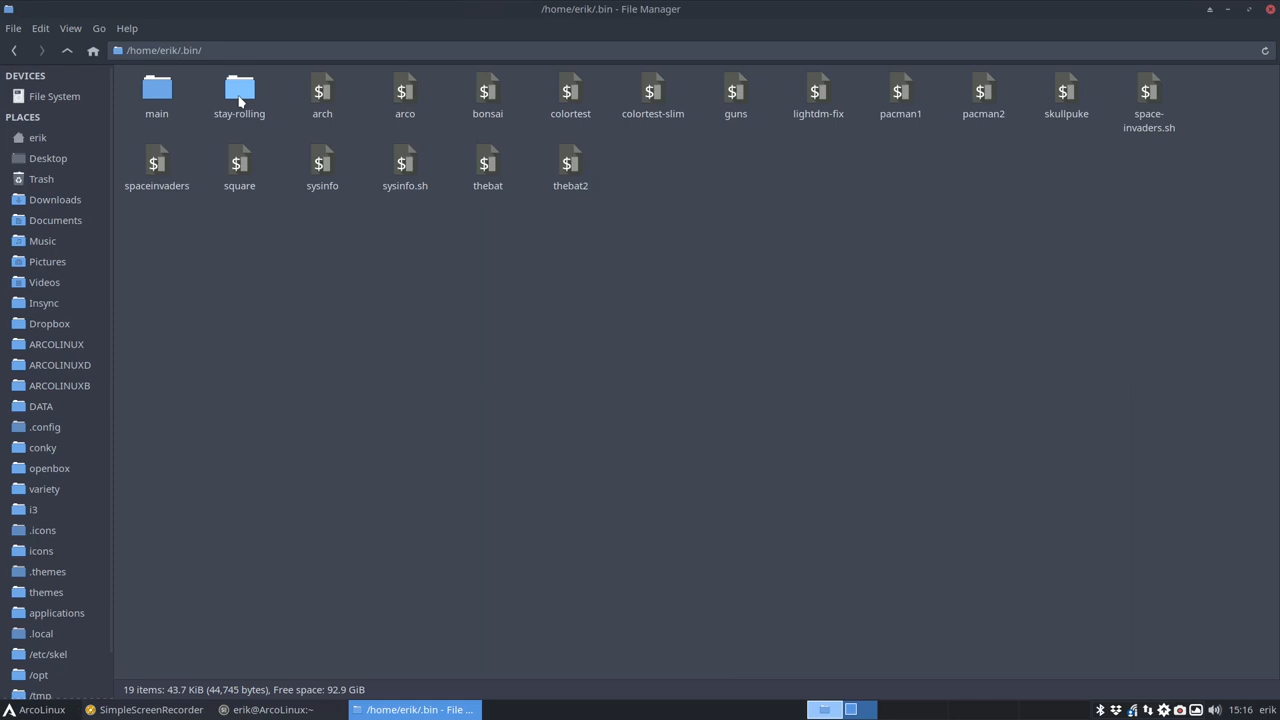 /home/erik/.bin - File Manager
File Edit View Go Help
/home/erik/.bin/
DEVICES
File System
PLACES
erik
Desktop
Trash
Downloads
Documents
Music
Pictures
Videos
Insync
Dropbox
ARCOLINUX
ARCOLINUXD
ARCOLINUXB
DATA
.config
conky
openbox
variety
i3
.icons
icons
.themes
themes
applications
.local
/etc/skel
/opt
/tmp
main stay-rolling arch arco bonsai colortest colortest-slim guns lightdm-fix pacman1 pacman2 skullpuke space-
invaders.sh
spaceinvaders square sysinfo sysinfo.sh thebat thebat2
19 items: 43.7 KiB (44,745 bytes), Free space: 92.9 GiB
ArcoLinux SimpleScreenRecorder erik@ArcoLinux:~ /home/erik/.bin - File ... 15:16 erik